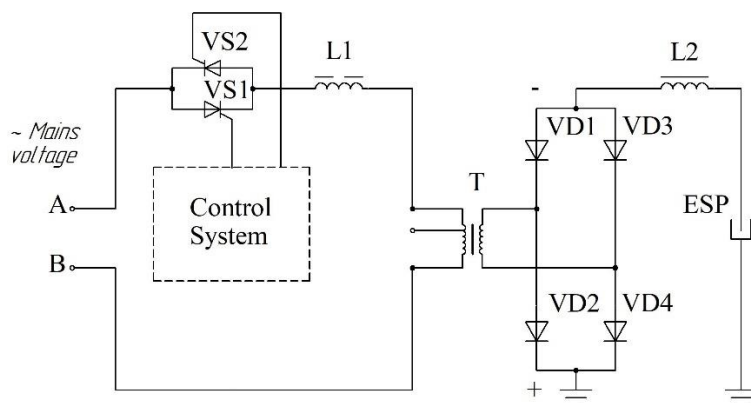 VS2
L1
L2
VS1
-
VD1
VD3
~ Mains
voltage
T
A
Control
System
ESP
B
VD2
VD4
+